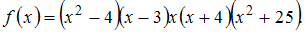 f(x)=(x² − 4)(x − 3)x(x + 4)(x² + 25)